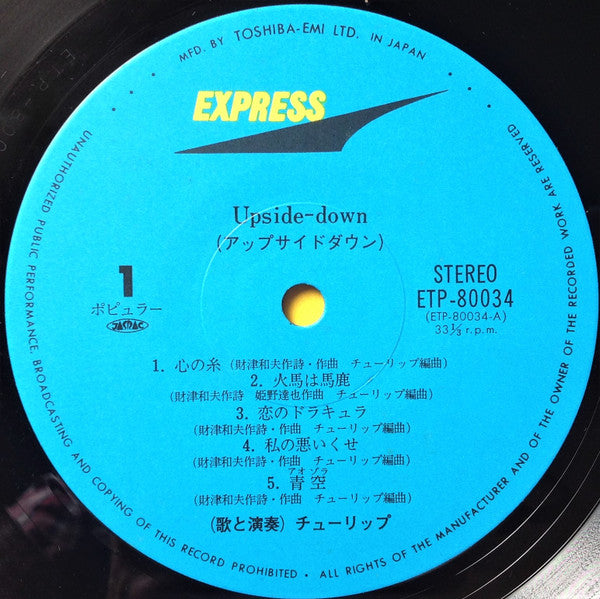 MFD. BY TOSHIBA-EMI LTD. IN JAPAN
EXPRESS
Upside-down
(アップサイドダウン)
1
ポピュラー
JASRAC
STEREO
ETP-80034
(ETP-80034-A)
33⅓ r.p.m.
1. 心の糸 (財津和夫作詩・作曲 チューリップ編曲)
2. 火馬は馬鹿
(財津和夫作詩 姫野達也作曲 チューリップ編曲)
3. 恋のドラキュラ
(財津和夫作詩・作曲 チューリップ編曲)
4. 私の悪いくせ
(財津和夫作詩・作曲 チューリップ編曲)
アオゾラ
5. 青空
(財津和夫作詩・作曲 チューリップ編曲)
(歌と演奏) チューリップ
UNAUTHORIZED PUBLIC PERFORMANCE, BROADCASTING AND COPYING OF THIS RECORD PROHIBITED • ALL RIGHTS OF THE MANUFACTURER AND OF THE OWNER OF THE RECORDED WORK ARE RESERVED